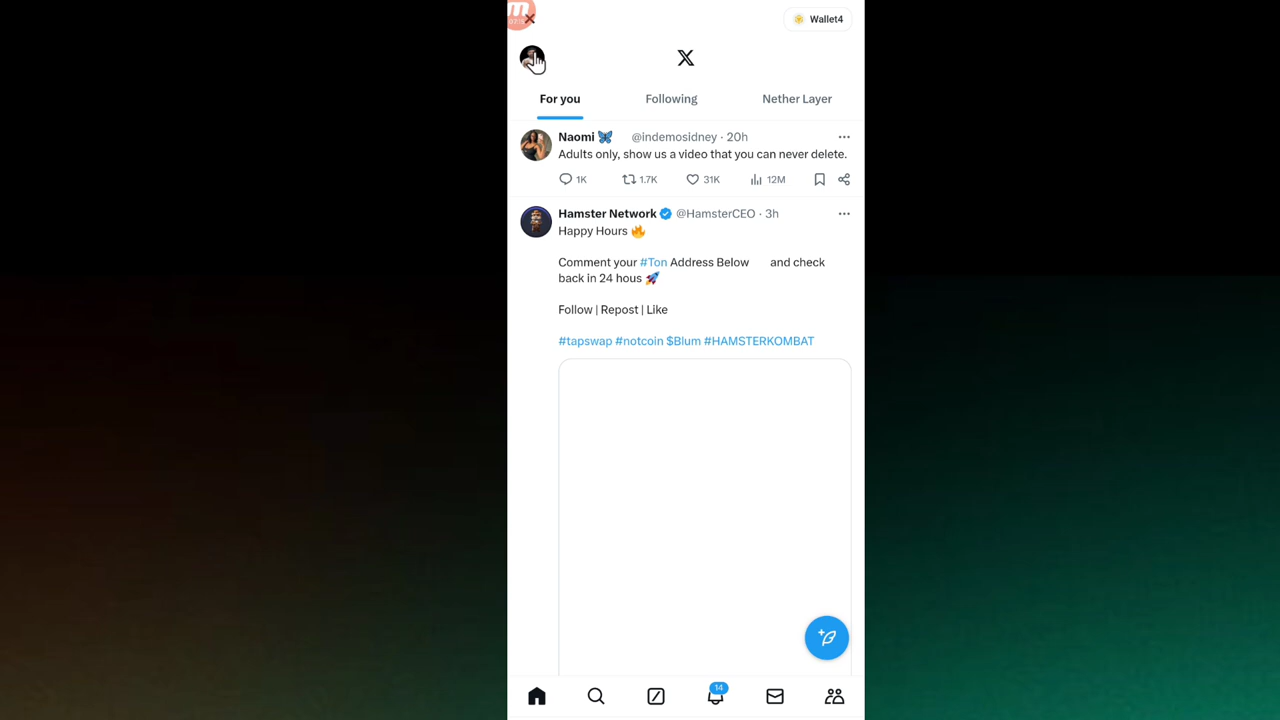 m
02:15
Wallet4
For you
Following
Nether Layer
Naomi 🦋 @indemosidney · 20h
Adults only, show us a video that you can never delete.
1K
1.7K
31K
12M
Hamster Network @HamsterCEO · 3h
Happy Hours 🔥
Comment your #Ton Address Below and check
back in 24 hous 🚀
Follow | Repost | Like
#tapswap #notcoin $Blum #HAMSTERKOMBAT
14